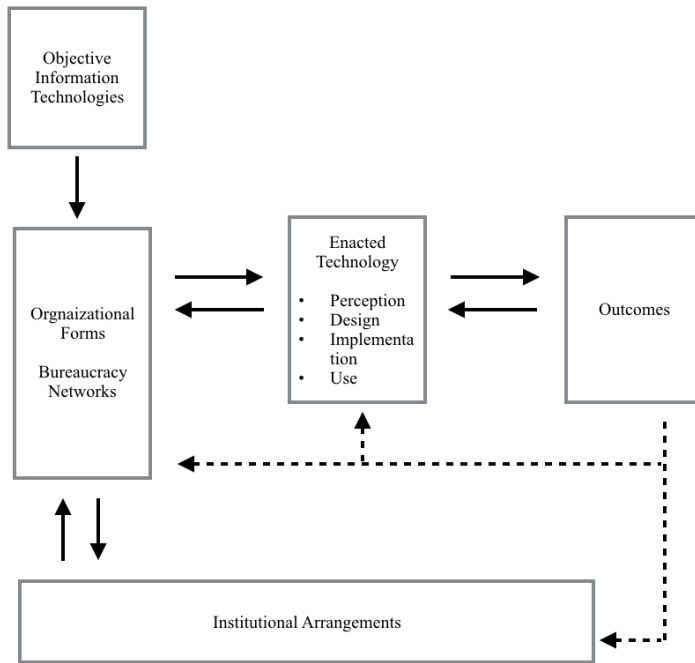 Objective
Information
Technologies
Orgnaizational
Forms
Bureaucracy
Networks
Enacted
Technology
• Perception
• Design
• Implementa
tion
• Use
Outcomes
Institutional Arrangements